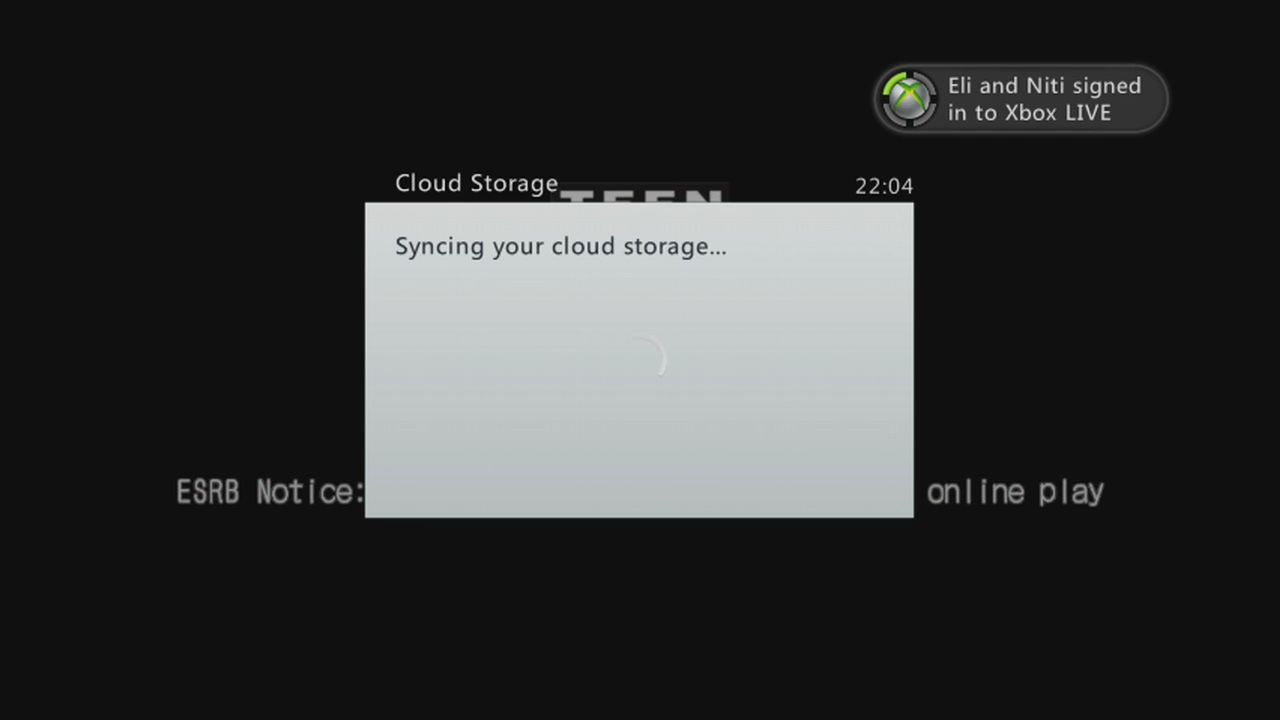 Eli and Niti signed
in to Xbox LIVE
Cloud Storage
22:04
TEEN
Syncing your cloud storage...
ESRB Notice: online play